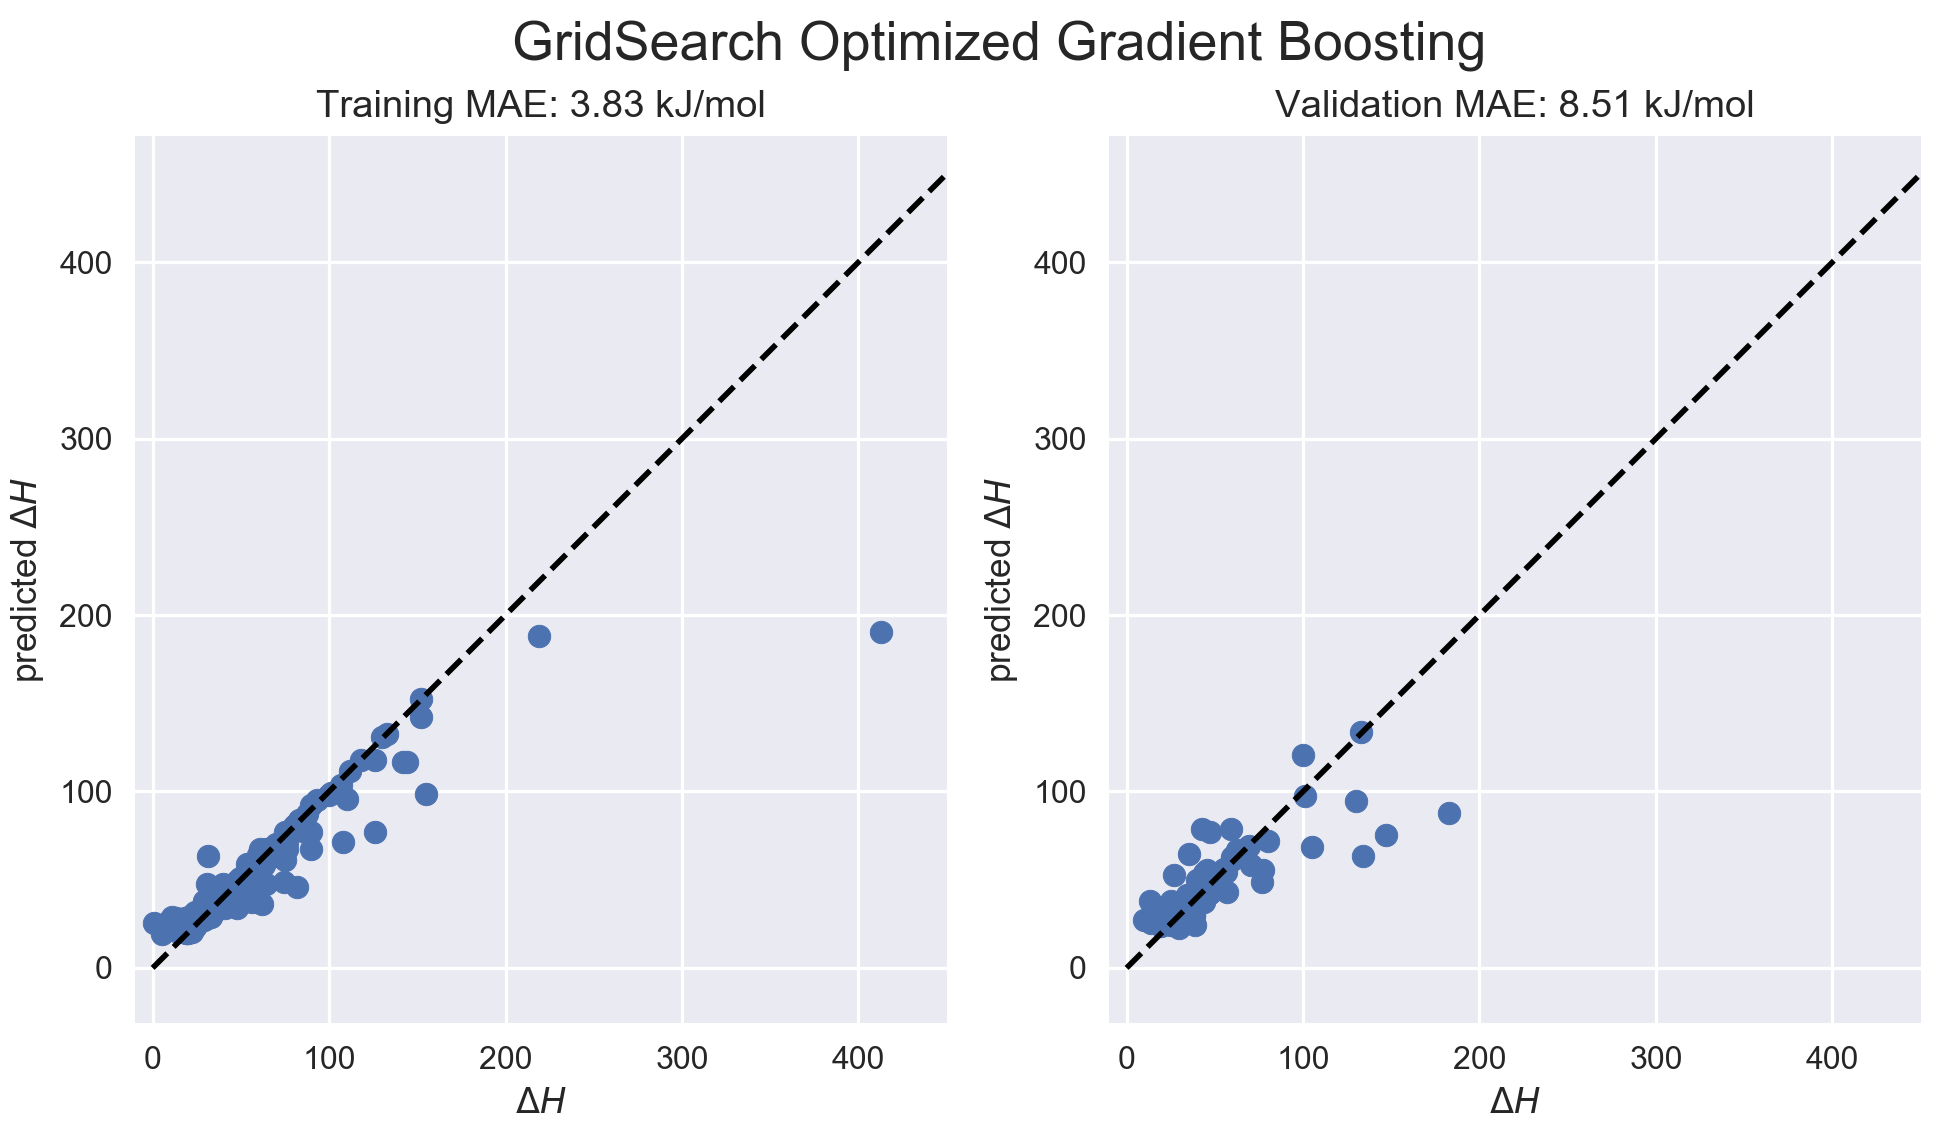 GridSearch Optimized Gradient Boosting
Training MAE: 3.83 kJ/mol
predicted ΔH
400
300
200
100
0
0 100 200 300 400
ΔH
Validation MAE: 8.51 kJ/mol
predicted ΔH
400
300
200
100
0
0 100 200 300 400
ΔH